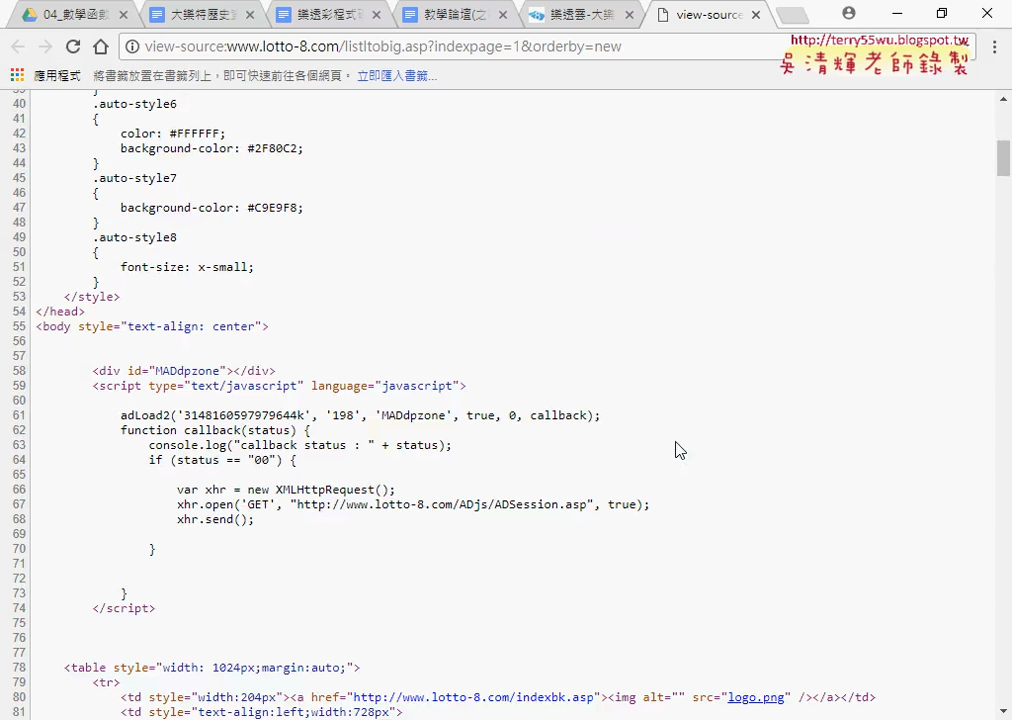 04_數學函數
大樂特歷史資
樂透彩程式
教學論壇(之
樂透雲-大樂
view-source
view-source:www.lotto-8.com/listltobig.asp?indexpage=1&orderby=new
http://terry55wu.blogspot.tw
吳清輝老師錄製
應用程式 將書籤放置在書籤列上，即可快速前往各個網頁。 立即匯入書籤...
39 }
40 .auto-style6
41 {
42 color: #FFFFFF;
43 background-color: #2F80C2;
44 }
45 .auto-style7
46 {
47 background-color: #C9E9F8;
48 }
49 .auto-style8
50 {
51 font-size: x-small;
52 }
53 </style>
54 </head>
55 <body style="text-align: center">
56
57
58 <div id="MADdpzone"></div>
59 <script type="text/javascript" language="javascript">
60
61 adLoad2('3148160597979644k', '198', 'MADdpzone', true, 0, callback);
62 function callback(status) {
63 console.log("callback status : " + status);
64 if (status == "00") {
65
66 var xhr = new XMLHttpRequest();
67 xhr.open('GET', "http://www.lotto-8.com/ADjs/ADSession.asp", true);
68 xhr.send();
69
70 }
71
72
73 }
74 </script>
75
76
77
78 <table style="width: 1024px;margin:auto;">
79 <tr>
80 <td style="width:204px"><a href="http://www.lotto-8.com/indexbk.asp"><img alt="" src="logo.png" /></a></td>
81 <td style="text-align:left;width:728px">